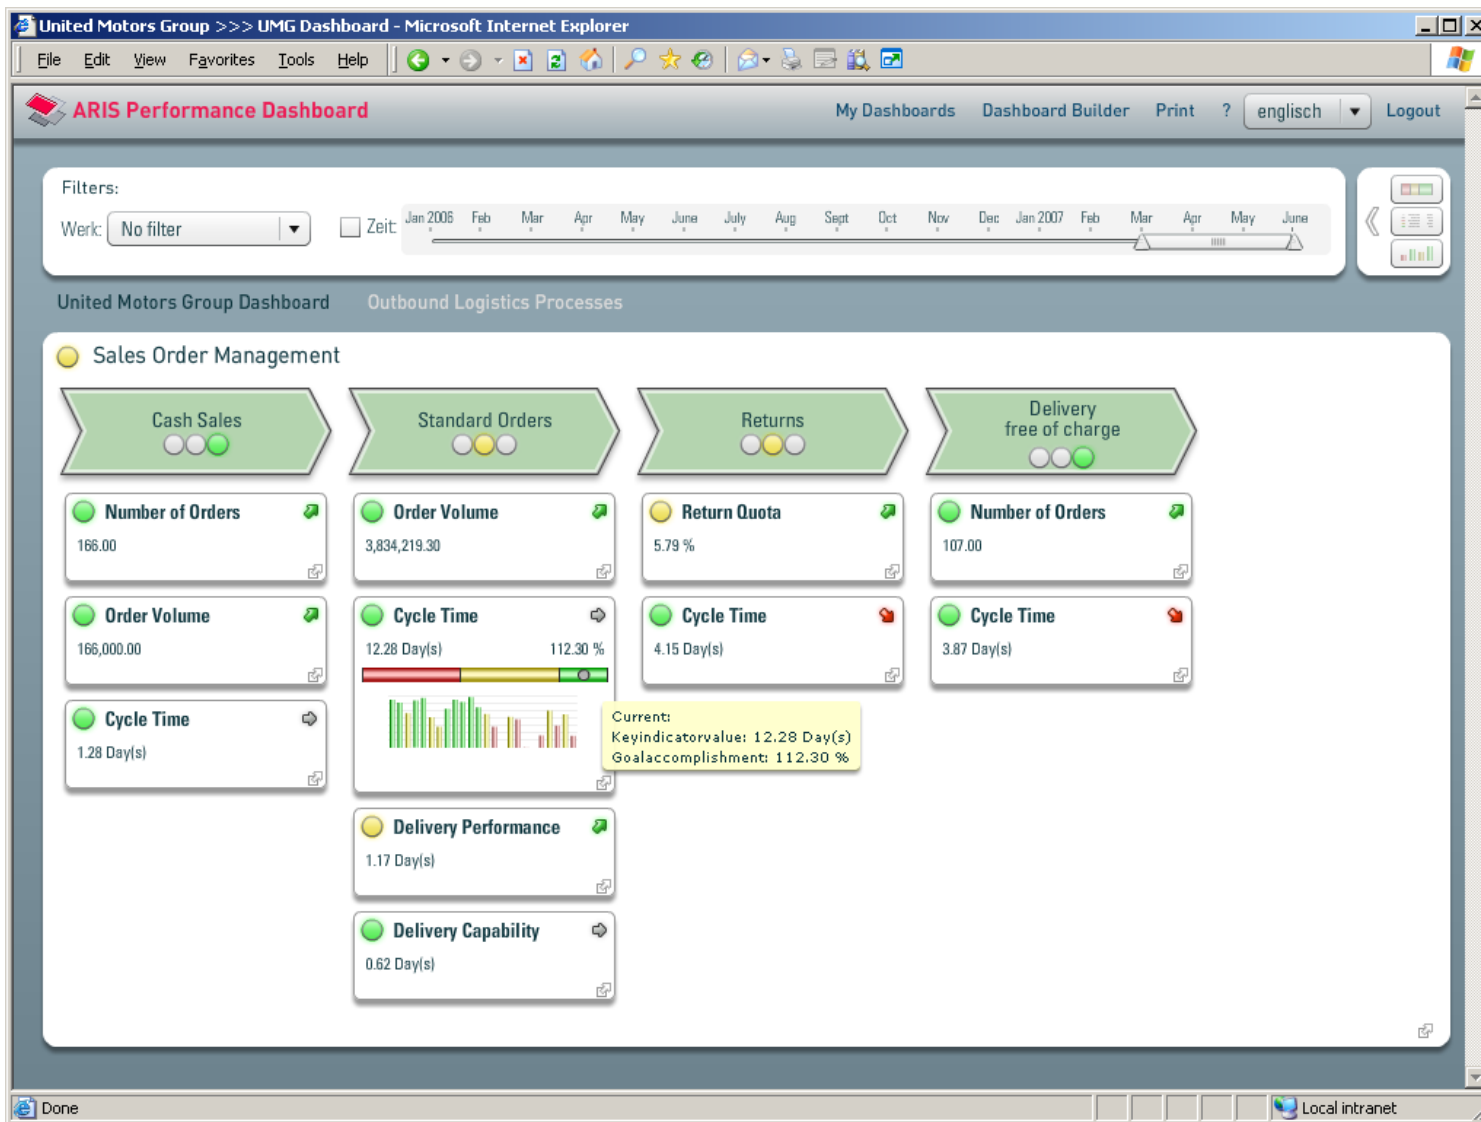 United Motors Group >>> UMG Dashboard - Microsoft Internet Explorer
File Edit View Favorites Tools Help
ARIS Performance Dashboard
My Dashboards Dashboard Builder Print ? englisch Logout
Filters:
Werk: No filter
Zeit:
Jan 2006 Feb Mar Apr May June July Aug Sept Oct Nov Dec Jan 2007 Feb Mar Apr May June
United Motors Group Dashboard Outbound Logistics Processes
Sales Order Management
Cash Sales
Number of Orders
166.00
Order Volume
166,000.00
Cycle Time
1.28 Day(s)
Standard Orders
Order Volume
3,834,219.30
Cycle Time
12.28 Day(s) 112.30 %
Current:
Keyindicatorvalue: 12.28 Day(s)
Goalaccomplishment: 112.30 %
Delivery Performance
1.17 Day(s)
Delivery Capability
0.62 Day(s)
Returns
Return Quota
5.79 %
Cycle Time
4.15 Day(s)
Delivery
free of charge
Number of Orders
107.00
Cycle Time
3.87 Day(s)
Done
Local intranet